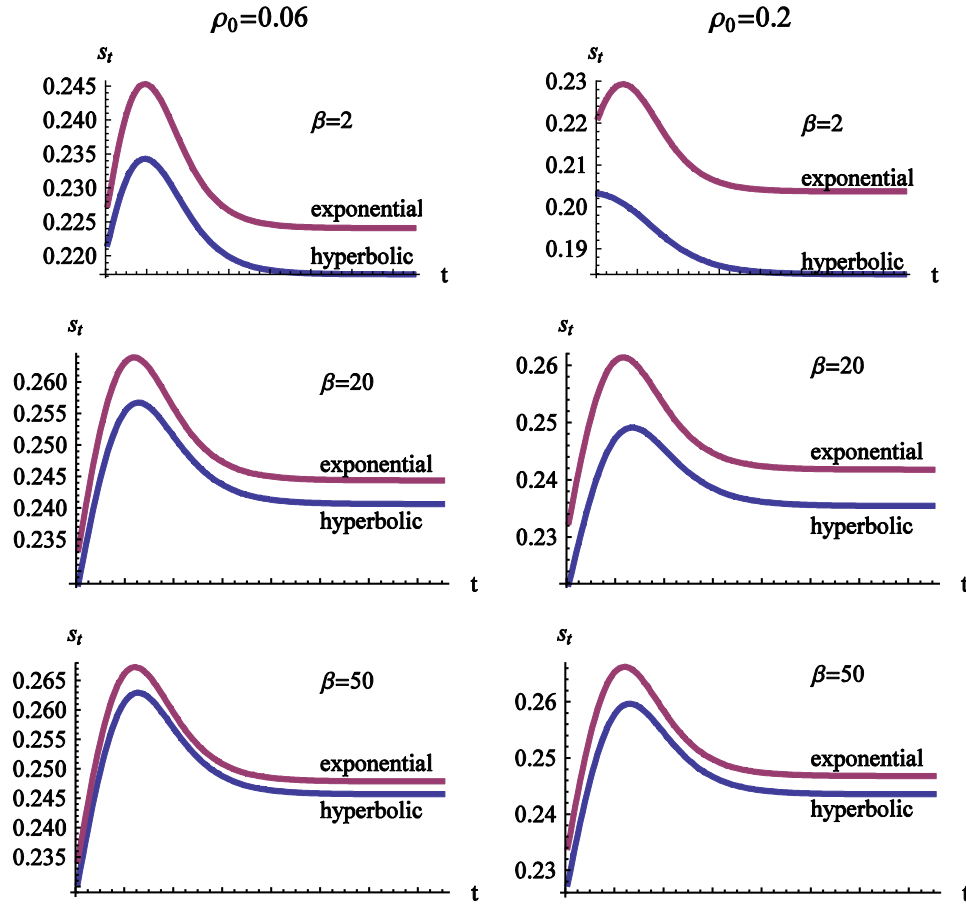 ρ₀=0.06
ρ₀=0.2
sₜ
0.245
0.240
0.235
0.230
0.225
0.220
β=2
exponential
hyperbolic
t
sₜ
0.23
0.22
0.21
0.20
0.19
β=2
exponential
hyperbolic
t
sₜ
0.260
0.255
0.250
0.245
0.240
0.235
β=20
exponential
hyperbolic
t
sₜ
0.26
0.25
0.24
0.23
β=20
exponential
hyperbolic
t
sₜ
0.265
0.260
0.255
0.250
0.245
0.240
0.235
β=50
exponential
hyperbolic
t
sₜ
0.26
0.25
0.24
0.23
β=50
exponential
hyperbolic
t